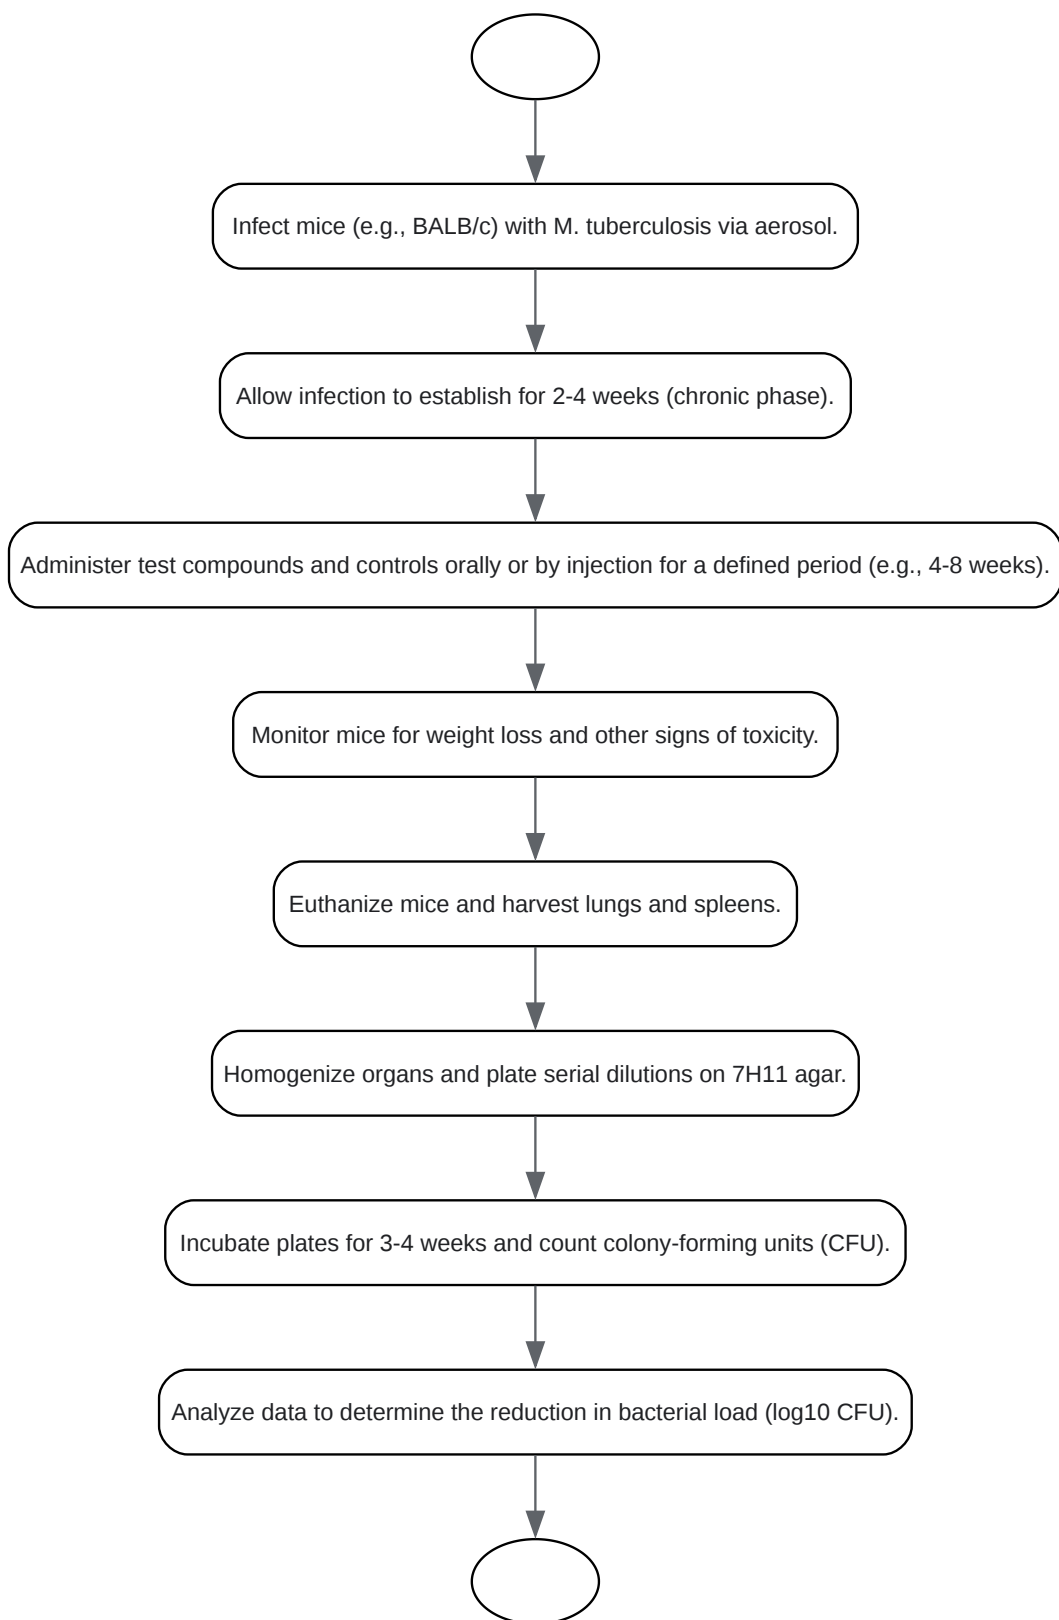 Infect mice (e.g., BALB/c) with M. tuberculosis via aerosol.
Allow infection to establish for 2-4 weeks (chronic phase).
Administer test compounds and controls orally or by injection for a defined period (e.g., 4-8 weeks).
Monitor mice for weight loss and other signs of toxicity.
Euthanize mice and harvest lungs and spleens.
Homogenize organs and plate serial dilutions on 7H11 agar.
Incubate plates for 3-4 weeks and count colony-forming units (CFU).
Analyze data to determine the reduction in bacterial load (log10 CFU).